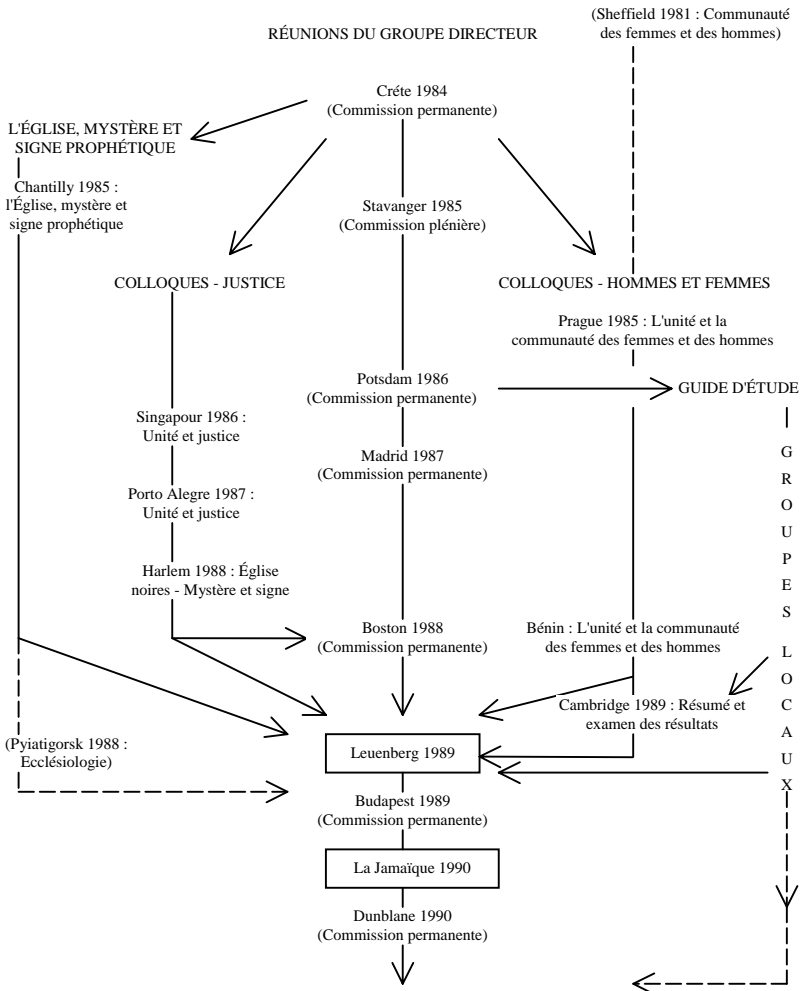 (Sheffield 1981 : Communauté
des femmes et des hommes)
RÉUNIONS DU GROUPE DIRECTEUR
Créte 1984
(Commission permanente)
L'ÉGLISE, MYSTÈRE ET
SIGNE PROPHÉTIQUE
Chantilly 1985 :
l'Église, mystère et
signe prophétique
Stavanger 1985
(Commission plénière)
COLLOQUES - JUSTICE
COLLOQUES - HOMMES ET FEMMES
Prague 1985 : L'unité et la
communauté des femmes et des hommes
Potsdam 1986
(Commission permanente)
GUIDE D'ÉTUDE
Singapour 1986 :
Unité et justice
Madrid 1987
(Commission permanente)
Porto Alegre 1987 :
Unité et justice
Harlem 1988 : Église
noires - Mystère et signe
GROUPES LOCAUX
Boston 1988
(Commission permanente)
Bénin : L'unité et la communauté
des femmes et des hommes
Cambridge 1989 : Résumé et
examen des résultats
(Pyiatigorsk 1988 :
Ecclésiologie)
Leuenberg 1989
Budapest 1989
(Commission permanente)
La Jamaïque 1990
Dunblane 1990
(Commission permanente)